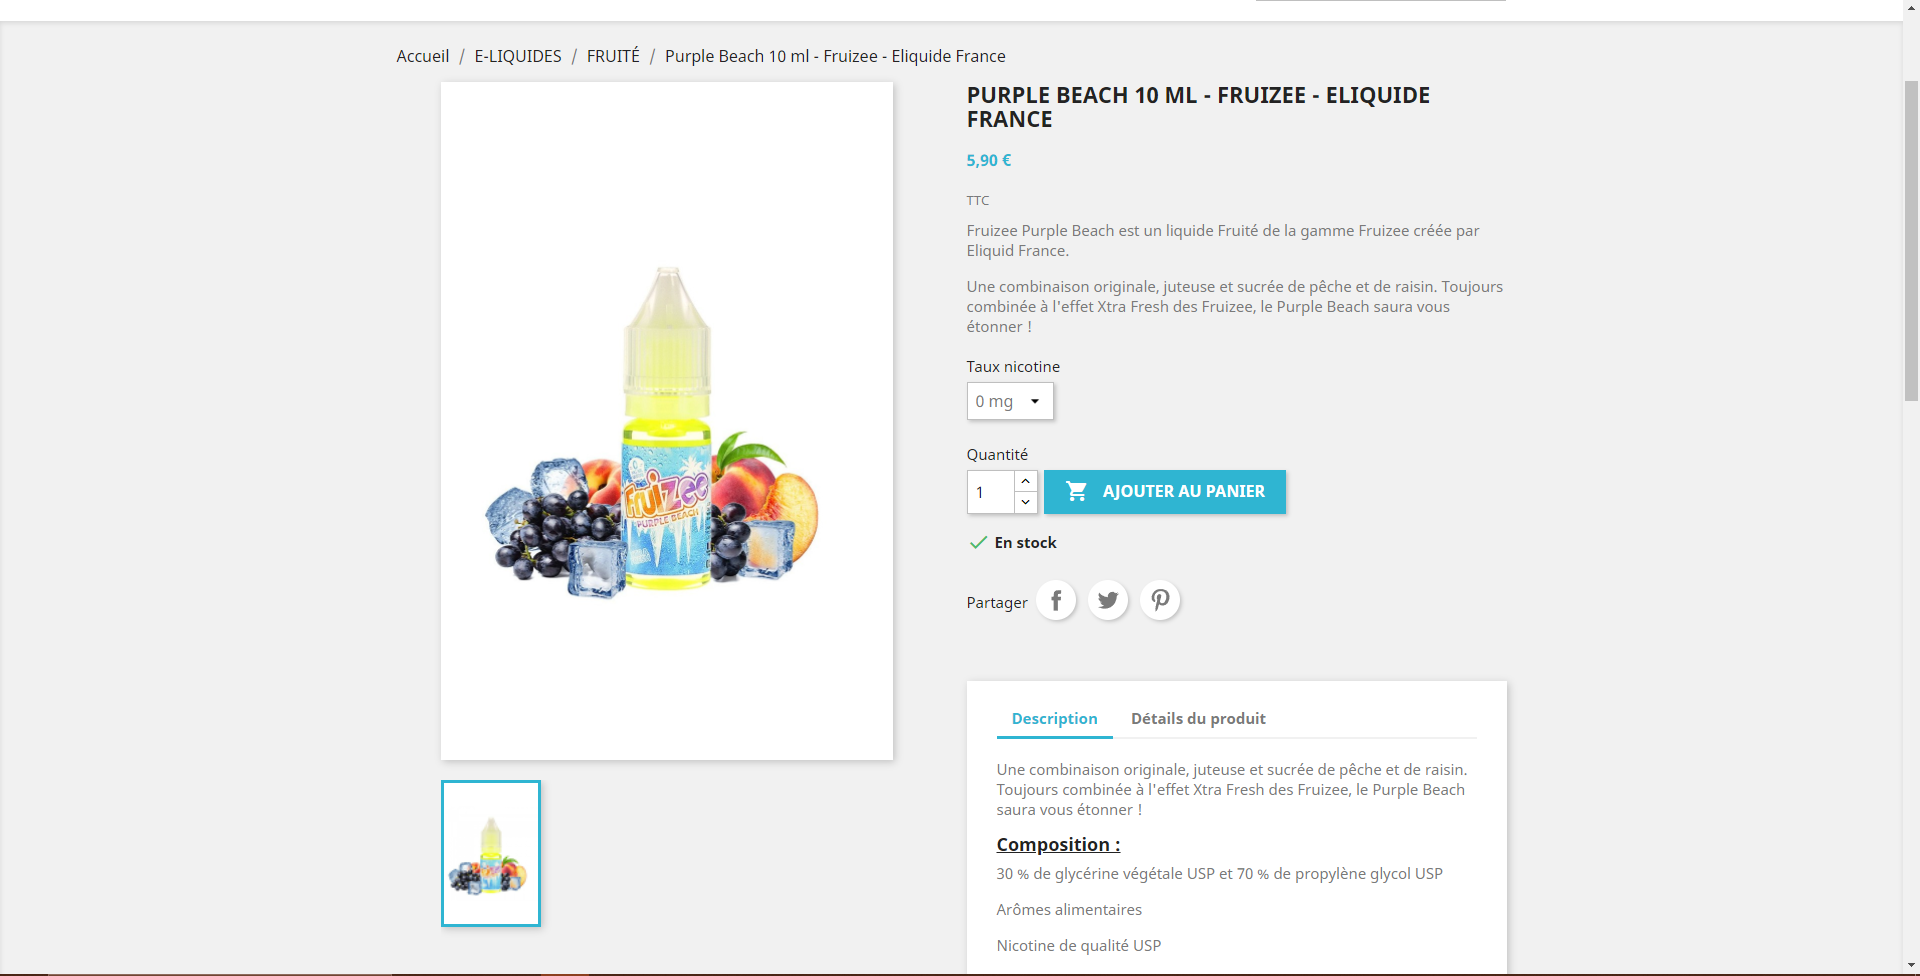 Accueil / E-LIQUIDES / FRUITÉ / Purple Beach 10 ml - Fruizee - Eliquide France
PURPLE BEACH 10 ML - FRUIZEE - ELIQUIDE
FRANCE
5,90 €
TTC
Fruizee Purple Beach est un liquide Fruité de la gamme Fruizee créée par
Eliquid France.
Une combinaison originale, juteuse et sucrée de pêche et de raisin. Toujours
combinée à l'effet Xtra Fresh des Fruizee, le Purple Beach saura vous
étonner !
Taux nicotine
0 mg
Quantité
1
AJOUTER AU PANIER
En stock
Partager
Fruizee
PURPLE BEACH
Description
Détails du produit
Une combinaison originale, juteuse et sucrée de pêche et de raisin.
Toujours combinée à l'effet Xtra Fresh des Fruizee, le Purple Beach
saura vous étonner !
Composition :
30 % de glycérine végétale USP et 70 % de propylène glycol USP
Arômes alimentaires
Nicotine de qualité USP